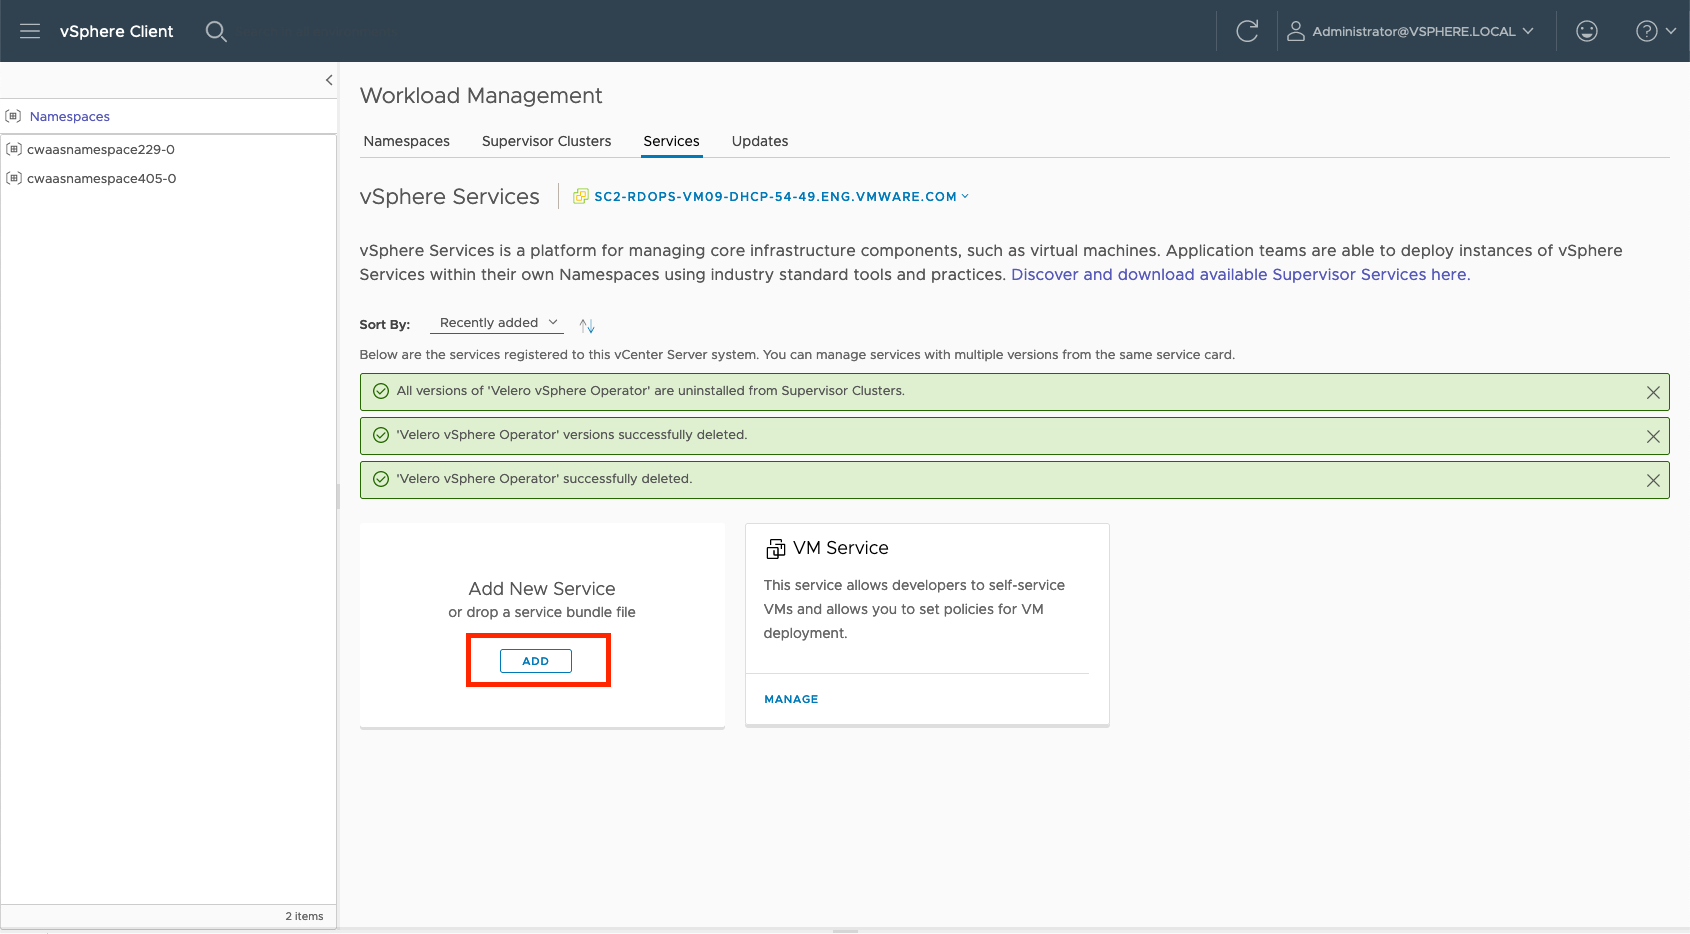 vSphere Client
Administrator@VSPHERE.LOCAL
?
Namespaces
cwaasnamespace229-0
cwaasnamespace405-0
2 items
Workload Management
Namespaces Supervisor Clusters Services Updates
vSphere Services SC2-RDOPS-VM09-DHCP-54-49.ENG.VMWARE.COM
vSphere Services is a platform for managing core infrastructure components, such as virtual machines. Application teams are able to deploy instances of vSphere
Services within their own Namespaces using industry standard tools and practices. Discover and download available Supervisor Services here.
Sort By: Recently added
Below are the services registered to this vCenter Server system. You can manage services with multiple versions from the same service card.
All versions of 'Velero vSphere Operator' are uninstalled from Supervisor Clusters.
'Velero vSphere Operator' versions successfully deleted.
'Velero vSphere Operator' successfully deleted.
Add New Service
or drop a service bundle file
ADD
VM Service
This service allows developers to self-service
VMs and allows you to set policies for VM
deployment.
MANAGE